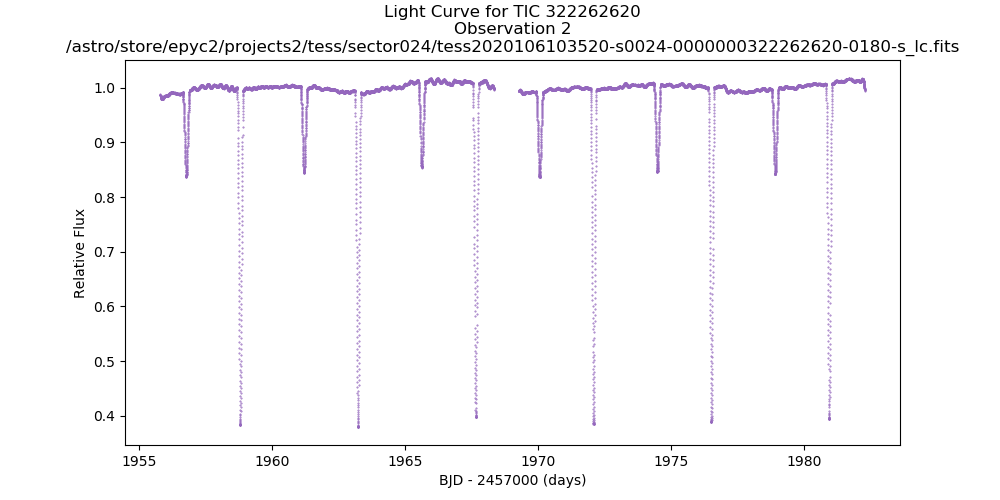 Light Curve for TIC 322262620
Observation 2
/astro/store/epyc2/projects2/tess/sector024/tess2020106103520-s0024-0000000322262620-0180-s_lc.fits
1.0
0.9
0.8
0.7
0.6
0.5
0.4
Relative Flux
1955 1960 1965 1970 1975 1980
BJD - 2457000 (days)